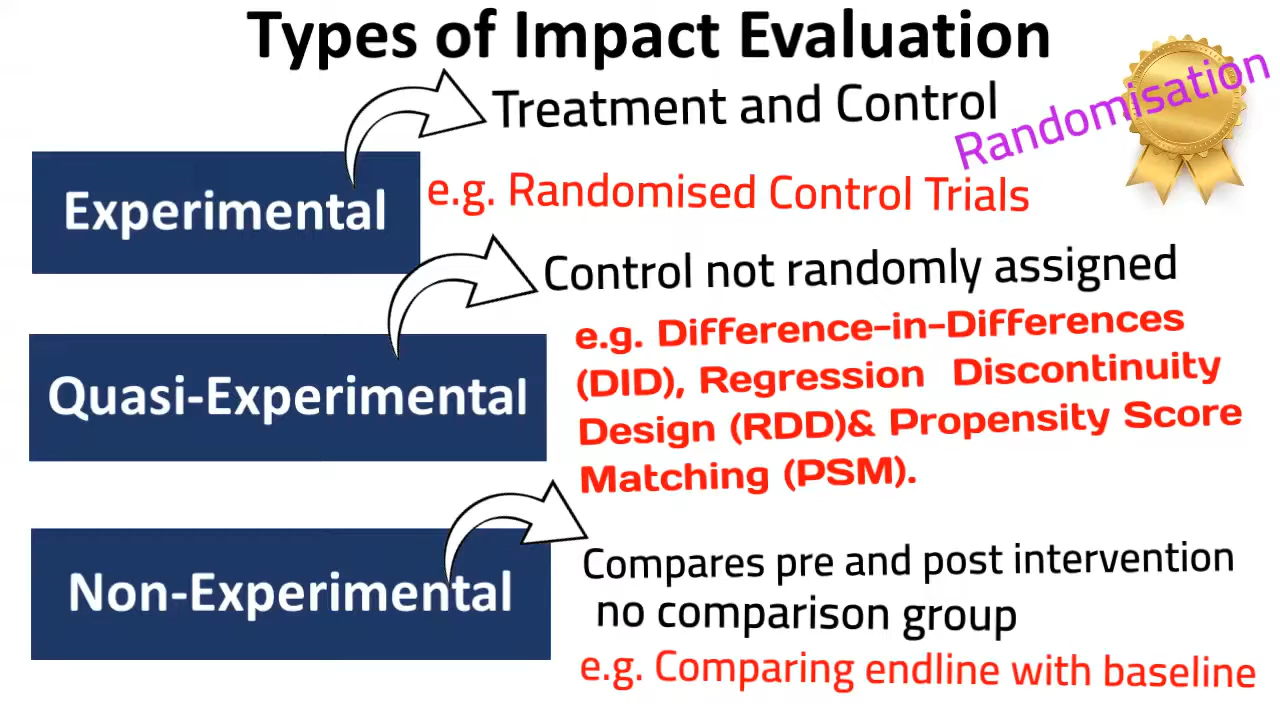 Types of Impact Evaluation
Treatment and Control
Randomisation
Experimental
e.g. Randomised Control Trials
Control not randomly assigned
Quasi-Experimental
e.g. Difference-in-Differences
(DID), Regression Discontinuity
Design (RDD)& Propensity Score
Matching (PSM).
Non-Experimental
Compares pre and post intervention
no comparison group
e.g. Comparing endline with baseline